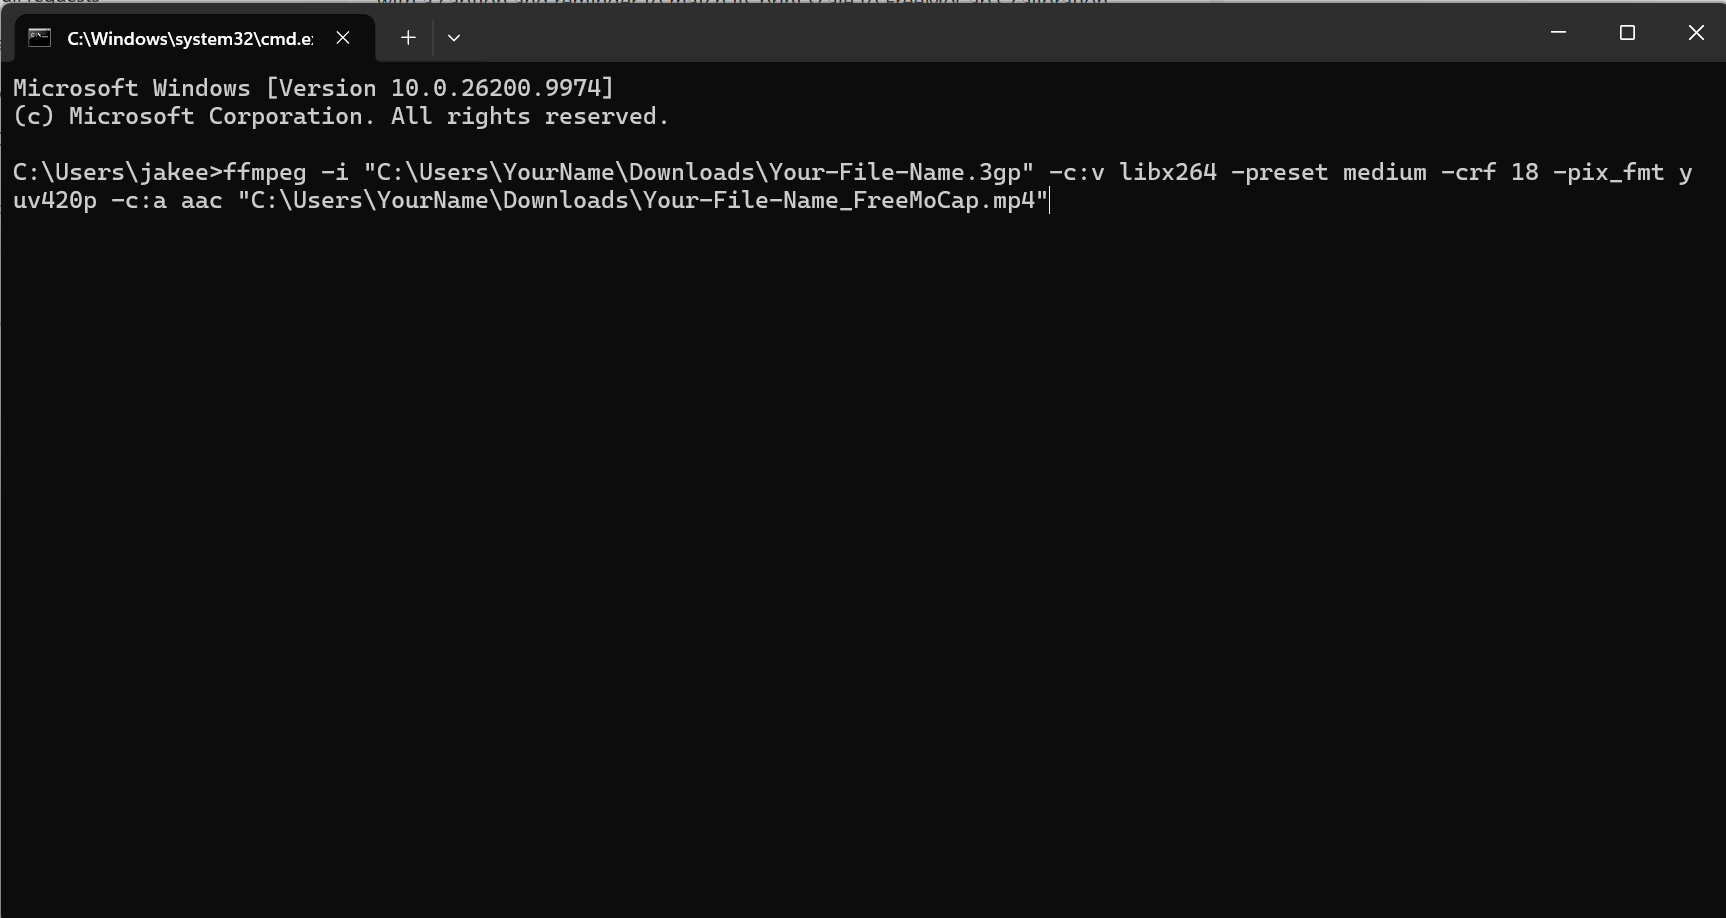 C:\Windows\system32\cmd.e
Microsoft Windows [Version 10.0.26200.9974]
(c) Microsoft Corporation. All rights reserved.
C:\Users\jakee>ffmpeg -i "C:\Users\YourName\Downloads\Your-File-Name.3gp" -c:v libx264 -preset medium -crf 18 -pix_fmt y
uv420p -c:a aac "C:\Users\YourName\Downloads\Your-File-Name_FreeMoCap.mp4"